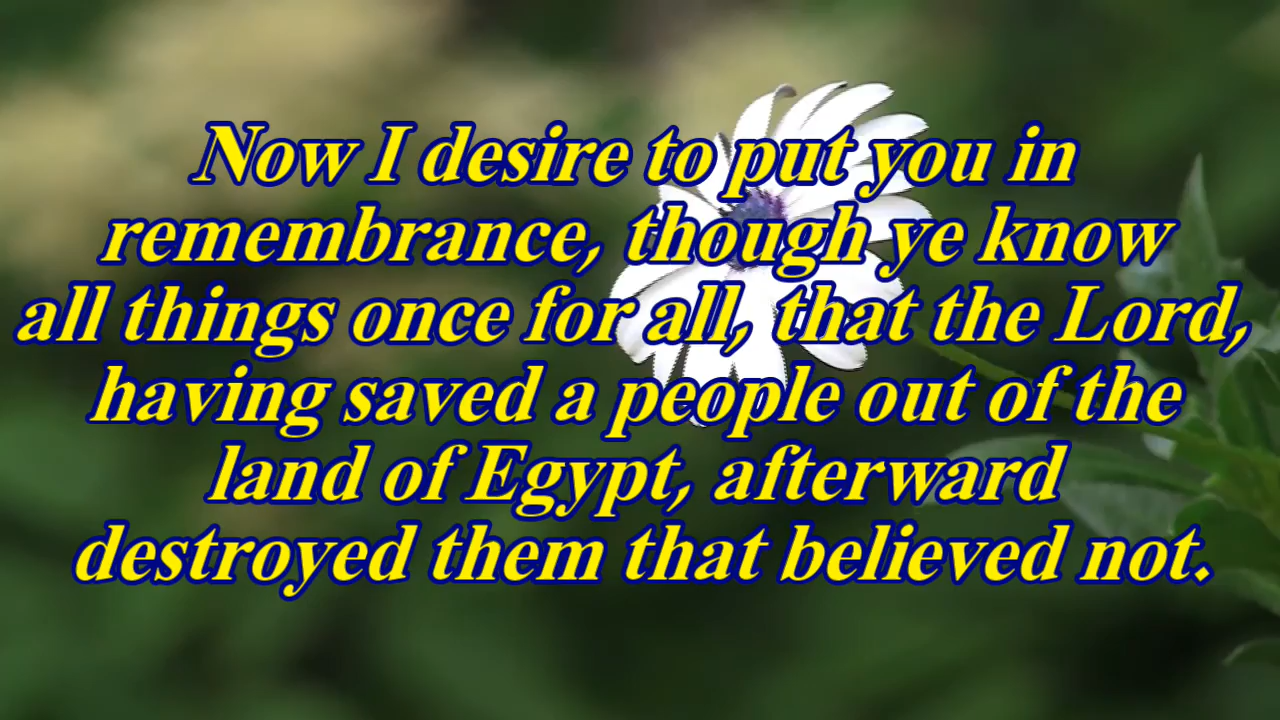 Now I desire to put you in
remembrance, though ye know
all things once for all, that the Lord,
having saved a people out of the
land of Egypt, afterward
destroyed them that believed not.